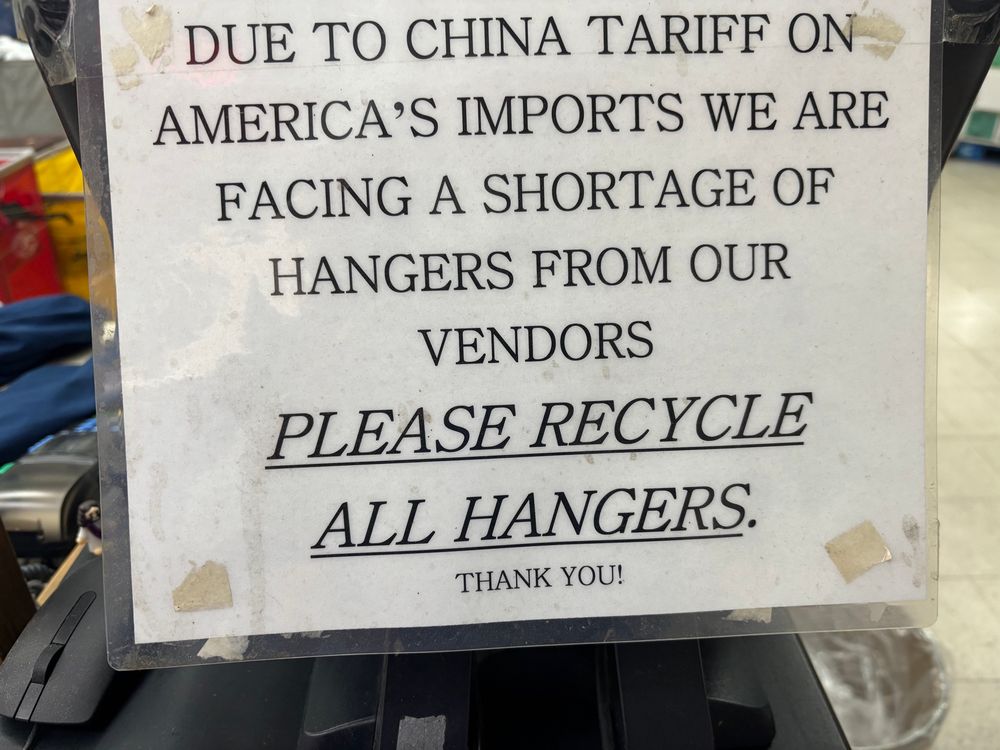 DUE TO CHINA TARIFF ON
AMERICA'S IMPORTS WE ARE
FACING A SHORTAGE OF
HANGERS FROM OUR
VENDORS
PLEASE RECYCLE
ALL HANGERS.
THANK YOU!